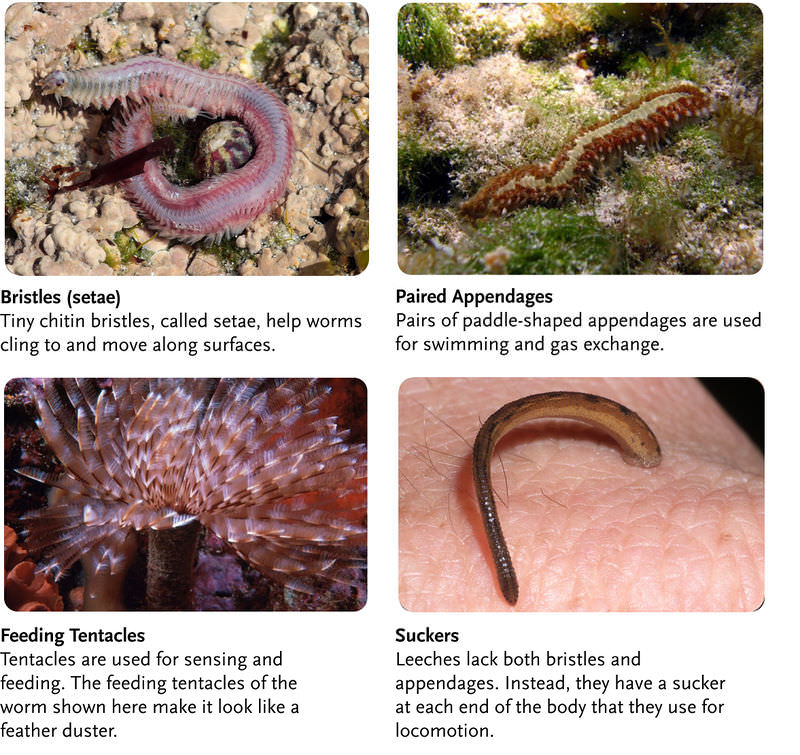 Bristles (setae)
Tiny chitin bristles, called setae, help worms
cling to and move along surfaces.
Paired Appendages
Pairs of paddle-shaped appendages are used
for swimming and gas exchange.
Feeding Tentacles
Tentacles are used for sensing and
feeding. The feeding tentacles of the
worm shown here make it look like a
feather duster.
Suckers
Leeches lack both bristles and
appendages. Instead, they have a sucker
at each end of the body that they use for
locomotion.